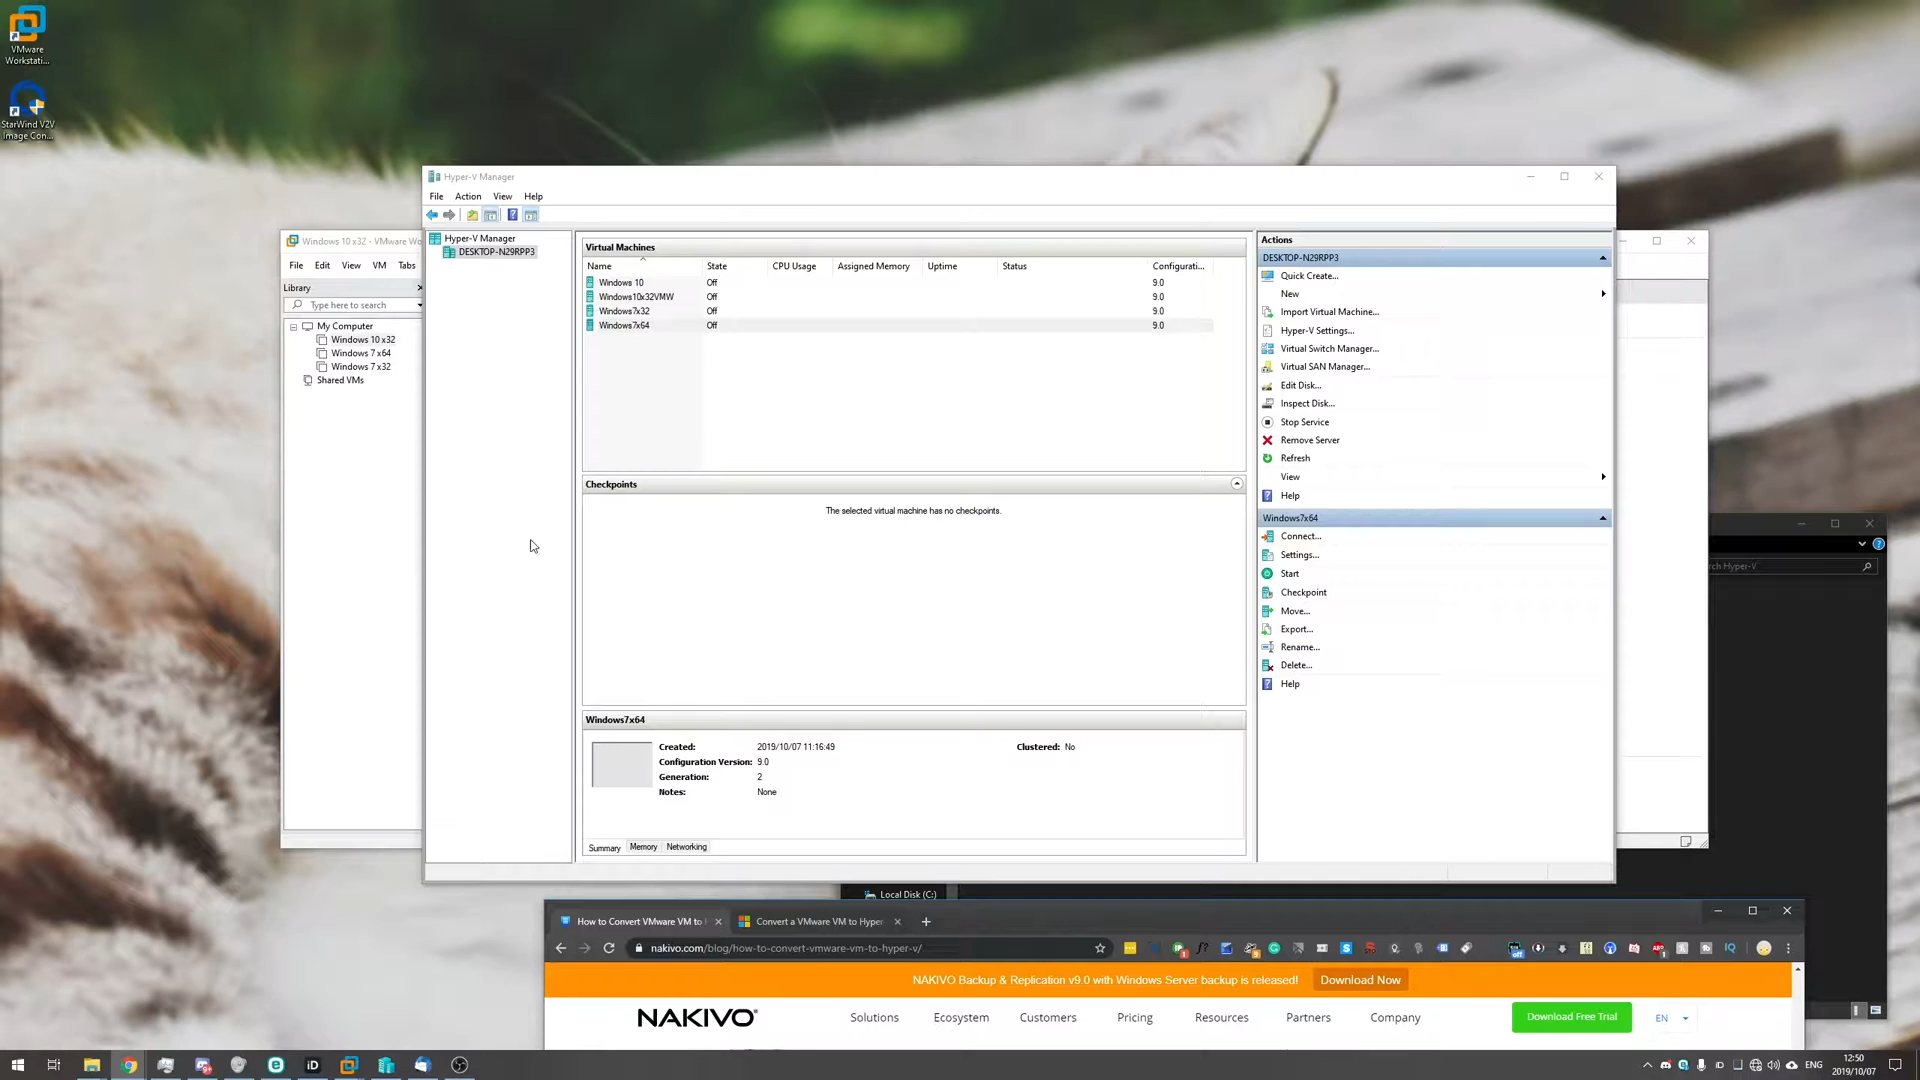 VMware
Workstati...
StarWind V2V
Image Con...
Hyper-V Manager
File Action View Help
Hyper-V Manager
DESKTOP-N29RPP3
Windows 10 x32 - VMware Wo
File Edit View VM Tabs
Library
Type here to search
My Computer
Windows 10 x32
Windows 7 x64
Windows 7 x32
Shared VMs
Virtual Machines
Name State CPU Usage Assigned Memory Uptime Status Configurati...
Windows 10 Off 9.0
Windows10x32VMW Off 9.0
Windows7x32 Off 9.0
Windows7x64 Off 9.0
Checkpoints
The selected virtual machine has no checkpoints.
Windows7x64
Created: 2019/10/07 11:16:49 Clustered: No
Configuration Version: 9.0
Generation: 2
Notes: None
Summary Memory Networking
Actions
DESKTOP-N29RPP3
Quick Create...
New
Import Virtual Machine...
Hyper-V Settings...
Virtual Switch Manager...
Virtual SAN Manager...
Edit Disk...
Inspect Disk...
Stop Service
Remove Server
Refresh
View
Help
Windows7x64
Connect...
Settings...
Start
Checkpoint
Move...
Export...
Rename...
Delete...
Help
rch Hyper-V
Local Disk (C:)
How to Convert VMware VM to Convert a VMware VM to Hyper
nakivo.com/blog/how-to-convert-vmware-vm-to-hyper-v/
NAKIVO Backup & Replication v9.0 with Windows Server backup is released! Download Now
NAKIVO Solutions Ecosystem Customers Pricing Resources Partners Company Download Free Trial EN
ENG 12:50
2019/10/07